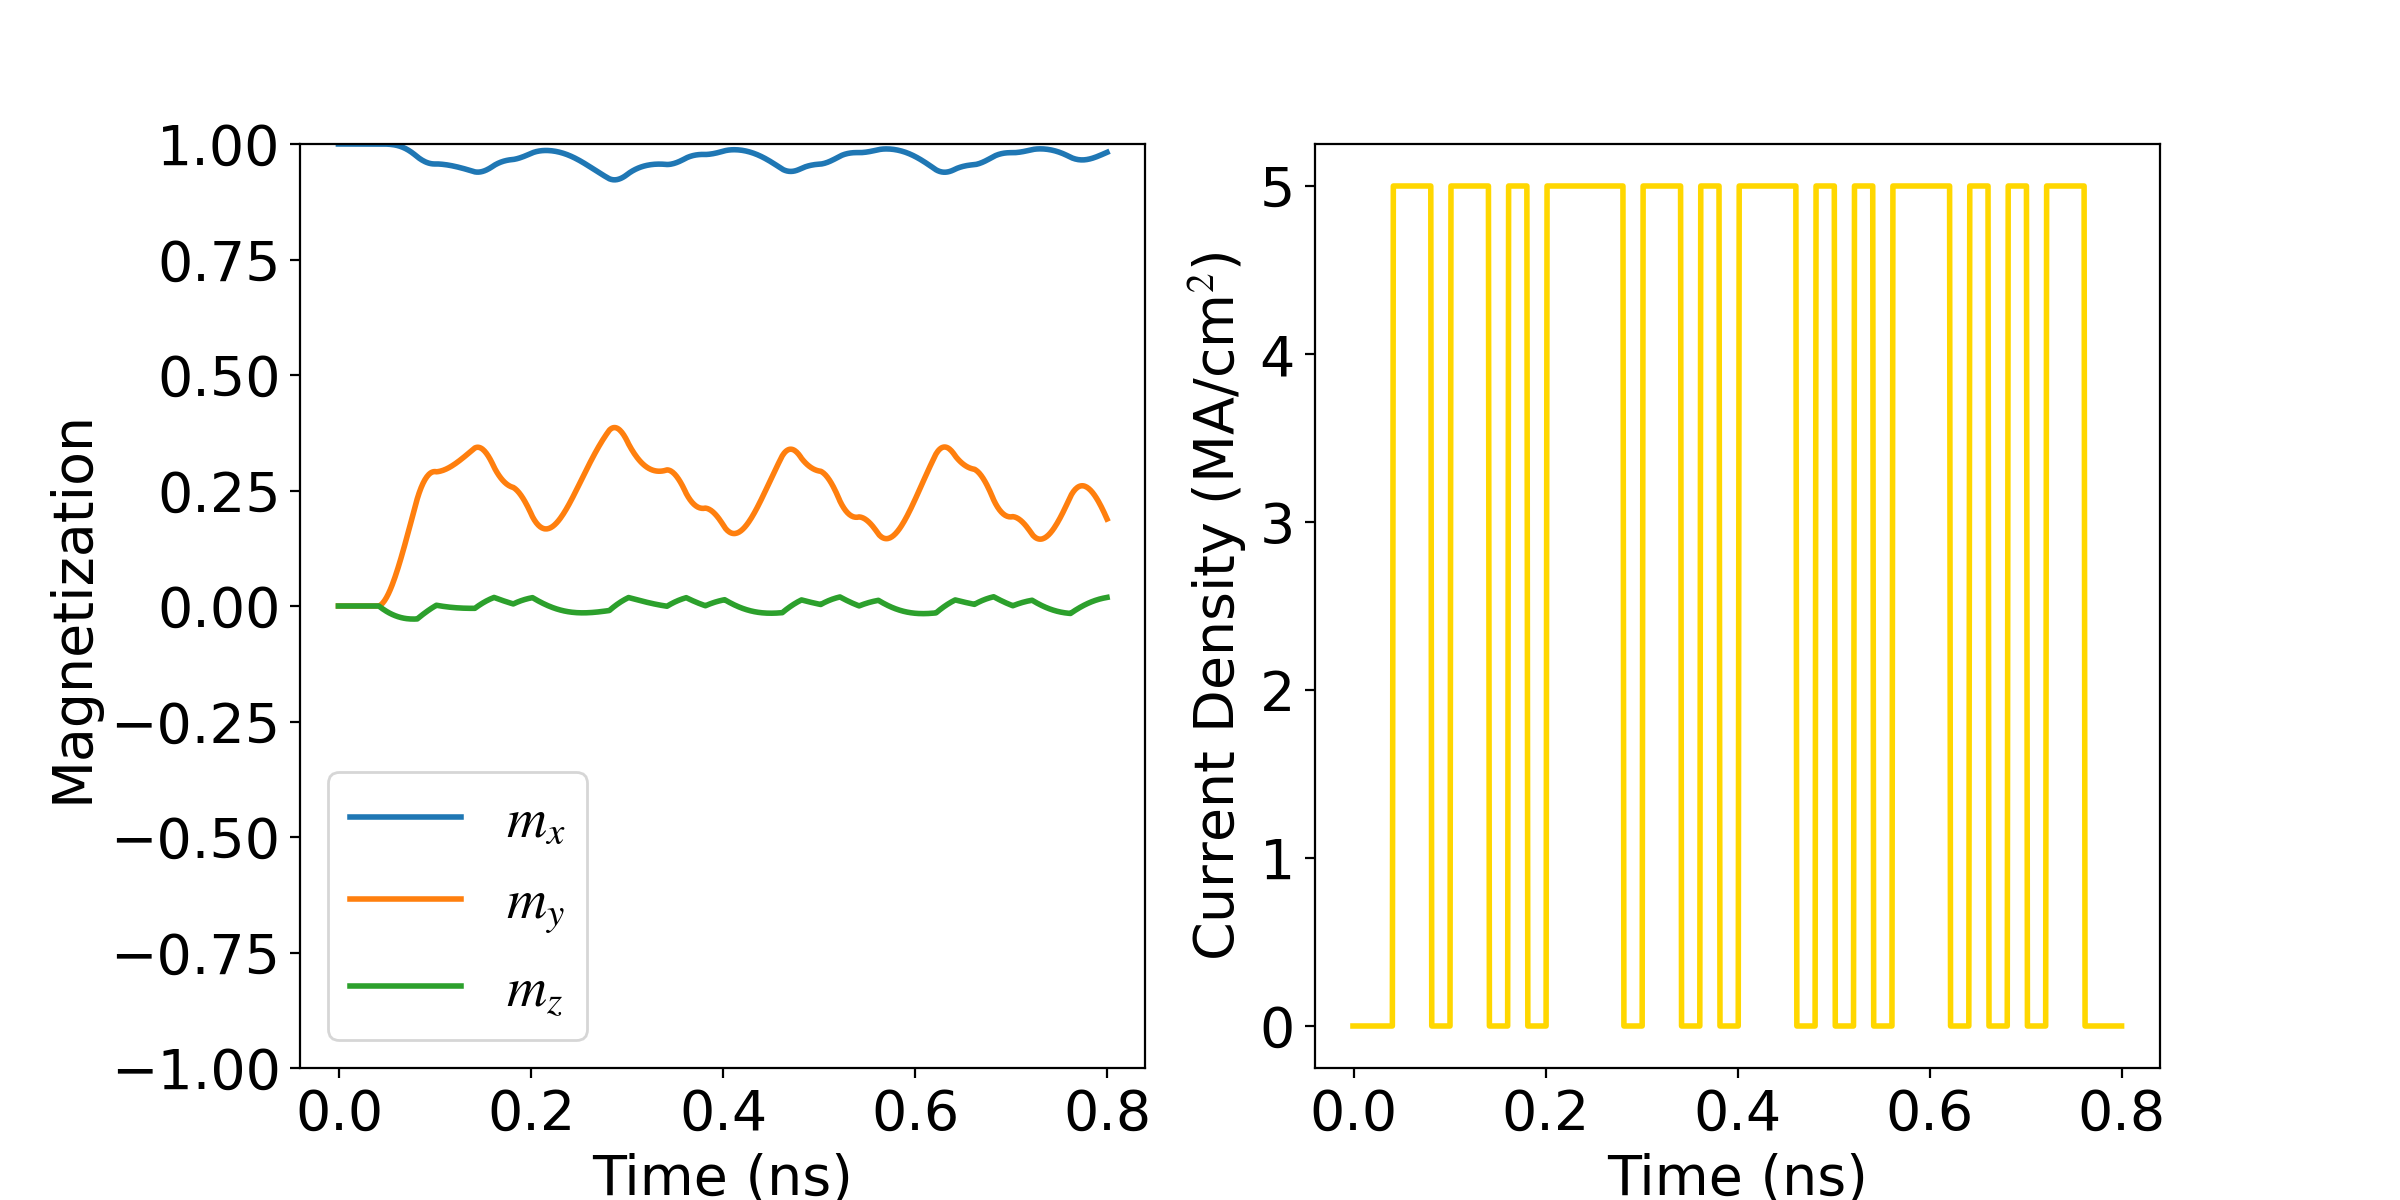 1.00
0.75
0.50
0.25
0.00
−0.25
−0.50
−0.75
−1.00
Magnetization
m_x
m_y
m_z
0.0 0.2 0.4 0.6 0.8
Time (ns)
5
4
3
2
1
0
Current Density (MA/cm²)
0.0 0.2 0.4 0.6 0.8
Time (ns)